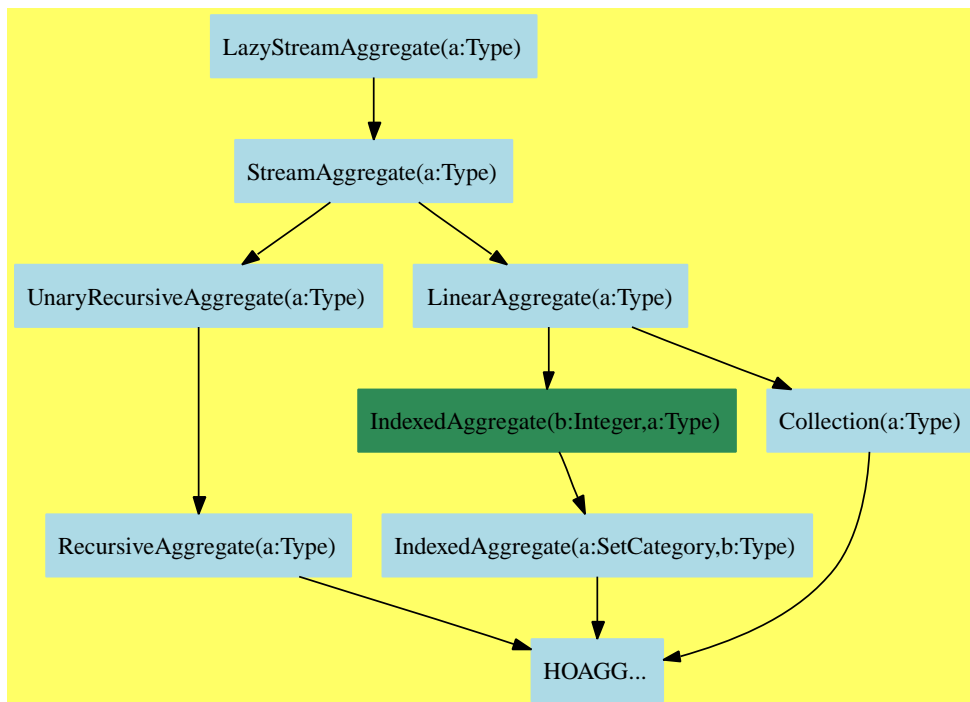 LazyStreamAggregate(a:Type)
StreamAggregate(a:Type)
UnaryRecursiveAggregate(a:Type)
LinearAggregate(a:Type)
IndexedAggregate(b:Integer,a:Type)
Collection(a:Type)
RecursiveAggregate(a:Type)
IndexedAggregate(a:SetCategory,b:Type)
HOAGG...